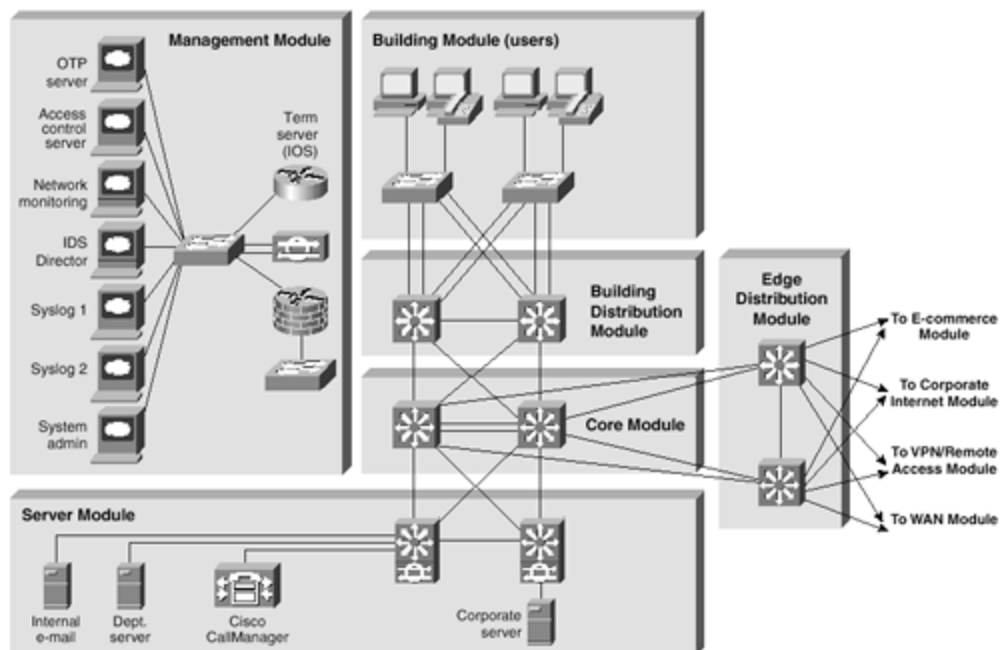 Management Module
OTP
server
Access
control
server
Network
monitoring
IDS
Director
Syslog 1
Syslog 2
System
admin
Term
server
(IOS)
Building Module (users)
Building
Distribution
Module
Core Module
Edge
Distribution
Module
To E-commerce
Module
To Corporate
Internet Module
To VPN/Remote
Access Module
To WAN Module
Server Module
Internal
e-mail
Dept.
server
Cisco
CallManager
Corporate
server